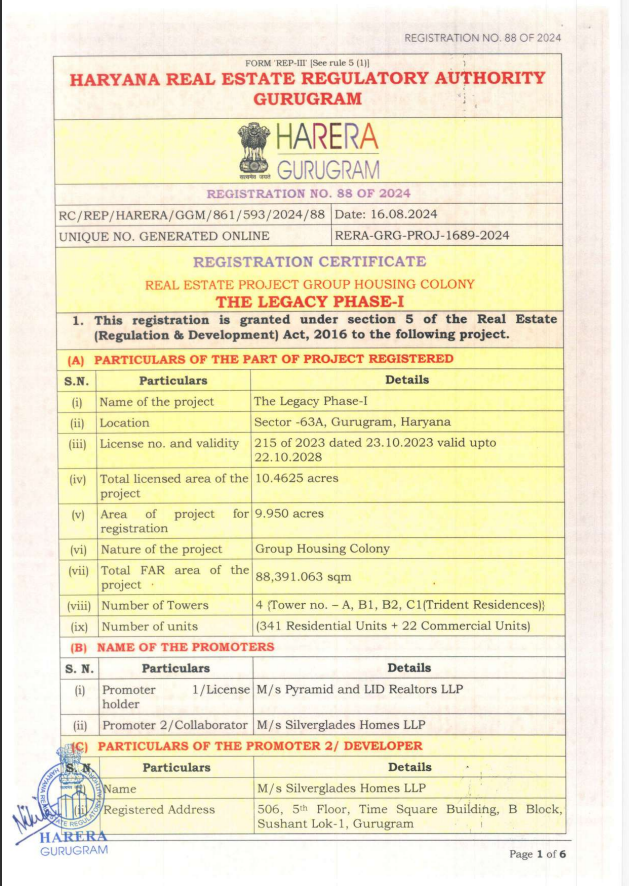 REGISTRATION NO. 88 OF 2024
FORM 'REP-III' [See rule 5 (1)]
HARYANA REAL ESTATE REGULATORY AUTHORITY
GURUGRAM
सत्यमेव जयते
HARERA
GURUGRAM
REGISTRATION NO. 88 OF 2024
RC/REP/HARERA/GGM/861/593/2024/88 Date: 16.08.2024
UNIQUE NO. GENERATED ONLINE RERA-GRG-PROJ-1689-2024
REGISTRATION CERTIFICATE
REAL ESTATE PROJECT GROUP HOUSING COLONY
THE LEGACY PHASE-I
1. This registration is granted under section 5 of the Real Estate
(Regulation & Development) Act, 2016 to the following project.
(A) PARTICULARS OF THE PART OF PROJECT REGISTERED
S.N. Particulars Details
(i) Name of the project The Legacy Phase-I
(ii) Location Sector -63A, Gurugram, Haryana
(iii) License no. and validity 215 of 2023 dated 23.10.2023 valid upto
22.10.2028
(iv) Total licensed area of the 10.4625 acres
project
(v) Area of project for 9.950 acres
registration
(vi) Nature of the project Group Housing Colony
(vii) Total FAR area of the 88,391.063 sqm
project
(viii) Number of Towers 4 {Tower no. – A, B1, B2, C1(Trident Residences)}
(ix) Number of units (341 Residential Units + 22 Commercial Units)
(B) NAME OF THE PROMOTERS
S. N. Particulars Details
(i) Promoter 1/License M/s Pyramid and LID Realtors LLP
holder
(ii) Promoter 2/Collaborator M/s Silverglades Homes LLP
(C) PARTICULARS OF THE PROMOTER 2/ DEVELOPER
S. N. Particulars Details
Name M/s Silverglades Homes LLP
(ii) Registered Address 506, 5th Floor, Time Square Building, B Block,
Sushant Lok-1, Gurugram
HARERA
GURUGRAM
Page 1 of 6